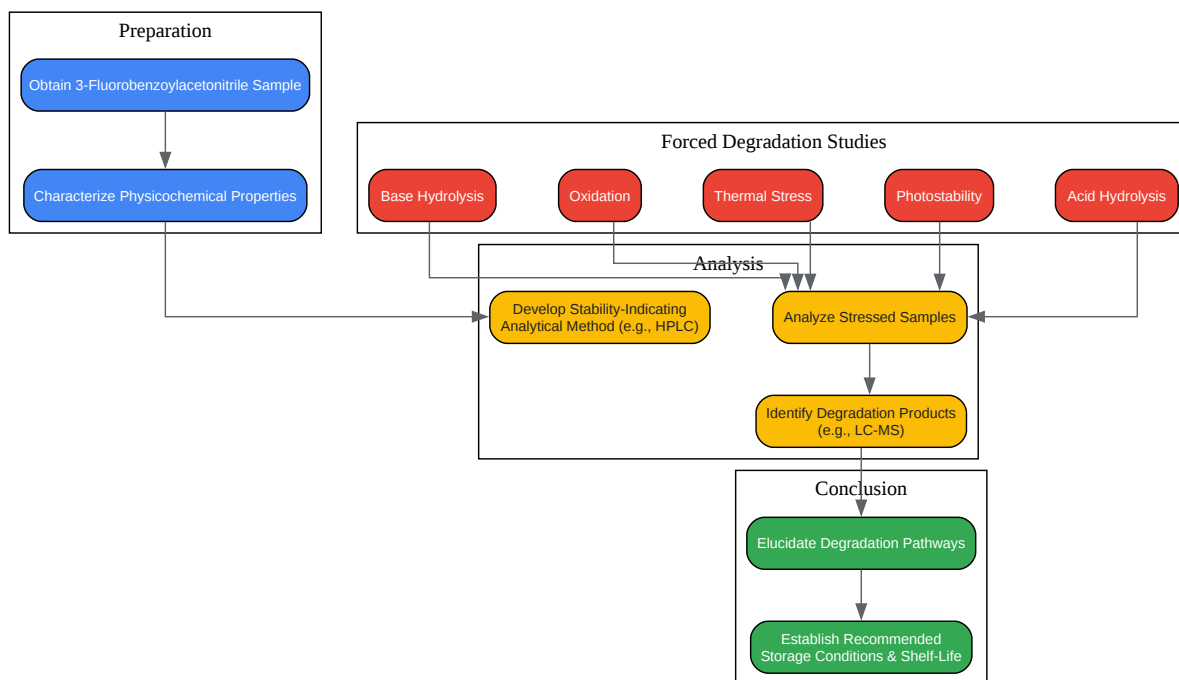 Preparation
Obtain 3-Fluorobenzoylacetonitrile Sample
Characterize Physicochemical Properties
Forced Degradation Studies
Base Hydrolysis
Oxidation
Thermal Stress
Photostability
Acid Hydrolysis
Analysis
Develop Stability-Indicating
Analytical Method (e.g., HPLC)
Analyze Stressed Samples
Identify Degradation Products
(e.g., LC-MS)
Conclusion
Elucidate Degradation Pathways
Establish Recommended
Storage Conditions & Shelf-Life